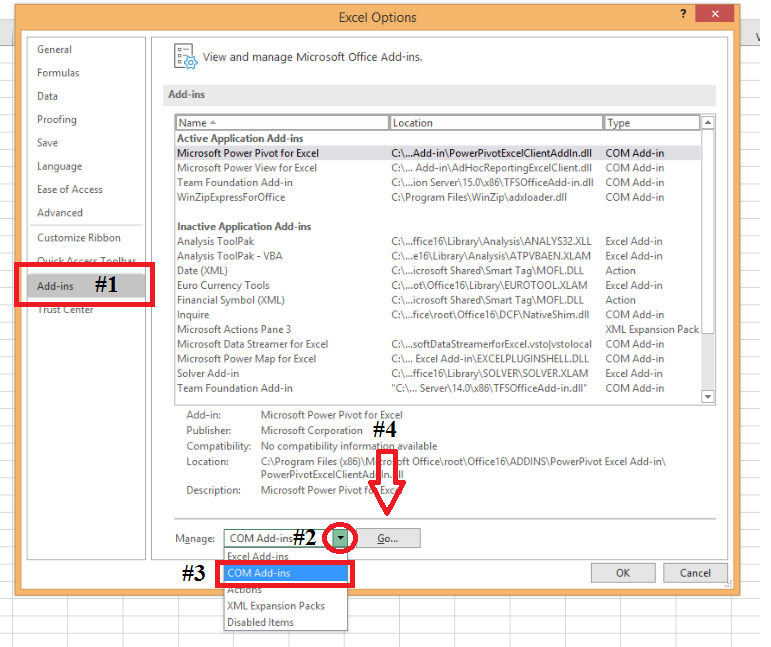 Excel Options
?
General
Formulas
Data
Proofing
Save
Language
Ease of Access
Advanced
Customize Ribbon
Quick Access Toolbar
Add-ins #1
Trust Center
View and manage Microsoft Office Add-ins.
Add-ins
Name Location Type
Active Application Add-ins
Microsoft Power Pivot for Excel C:\...Add-in\PowerPivotExcelClientAddIn.dll COM Add-in
Microsoft Power View for Excel C:\... Add-in\AdHocReportingExcelClient.dll COM Add-in
Team Foundation Add-in C:\...ion Server\15.0\x86\TFSOfficeAdd-in.dll COM Add-in
WinZipExpressForOffice C:\Program Files\WinZip\adxloader.dll COM Add-in
Inactive Application Add-ins
Analysis ToolPak C:\...ffice16\Library\Analysis\ANALYS32.XLL Excel Add-in
Analysis ToolPak - VBA C:\...e16\Library\Analysis\ATPVBAEN.XLAM Excel Add-in
Date (XML) C:\...icrosoft Shared\Smart Tag\MOFL.DLL Action
Euro Currency Tools C:\...ot\Office16\Library\EUROTOOL.XLAM Excel Add-in
Financial Symbol (XML) C:\...icrosoft Shared\Smart Tag\MOFL.DLL Action
Inquire C:\...fice\root\Office16\DCF\NativeShim.dll COM Add-in
Microsoft Actions Pane 3 XML Expansion Pack
Microsoft Data Streamer for Excel C:\...softDataStreamerforExcel.vsto|vstolocal COM Add-in
Microsoft Power Map for Excel C:\... Excel Add-in\EXCELPLUGINSHELL.DLL COM Add-in
Solver Add-in C:\...ffice16\Library\SOLVER\SOLVER.XLAM Excel Add-in
Team Foundation Add-in "C:\... Server\14.0\x86\TFSOfficeAdd-in.dll" COM Add-in
Add-in: Microsoft Power Pivot for Excel
Publisher: Microsoft Corporation #4
Compatibility: No compatibility information available
Location: C:\Program Files (x86)\Microsoft Office\root\Office16\ADDINS\PowerPivot Excel Add-in\
PowerPivotExcelClientAddIn.dll
Description: Microsoft Power Pivot for Excel
Manage: COM Add-ins #2 Go...
Excel Add-ins
#3 COM Add-ins
Actions
XML Expansion Packs
Disabled Items
OK Cancel